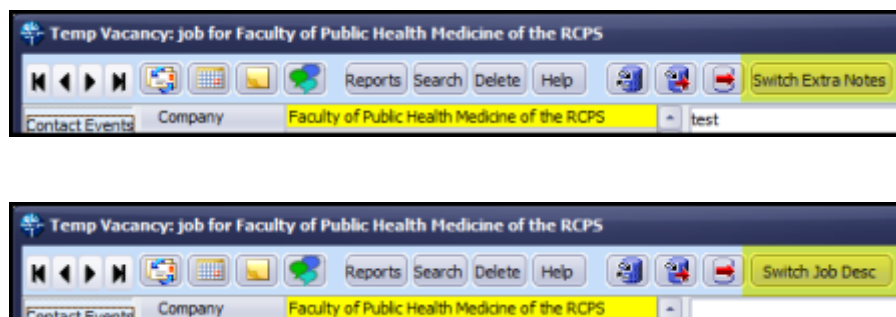 Temp Vacancy: job for Faculty of Public Health Medicine of the RCPS
Reports Search Delete Help Switch Extra Notes
Contact Events Company Faculty of Public Health Medicine of the RCPS test
Temp Vacancy: job for Faculty of Public Health Medicine of the RCPS
Reports Search Delete Help Switch Job Desc
Contact Events Company Faculty of Public Health Medicine of the RCPS